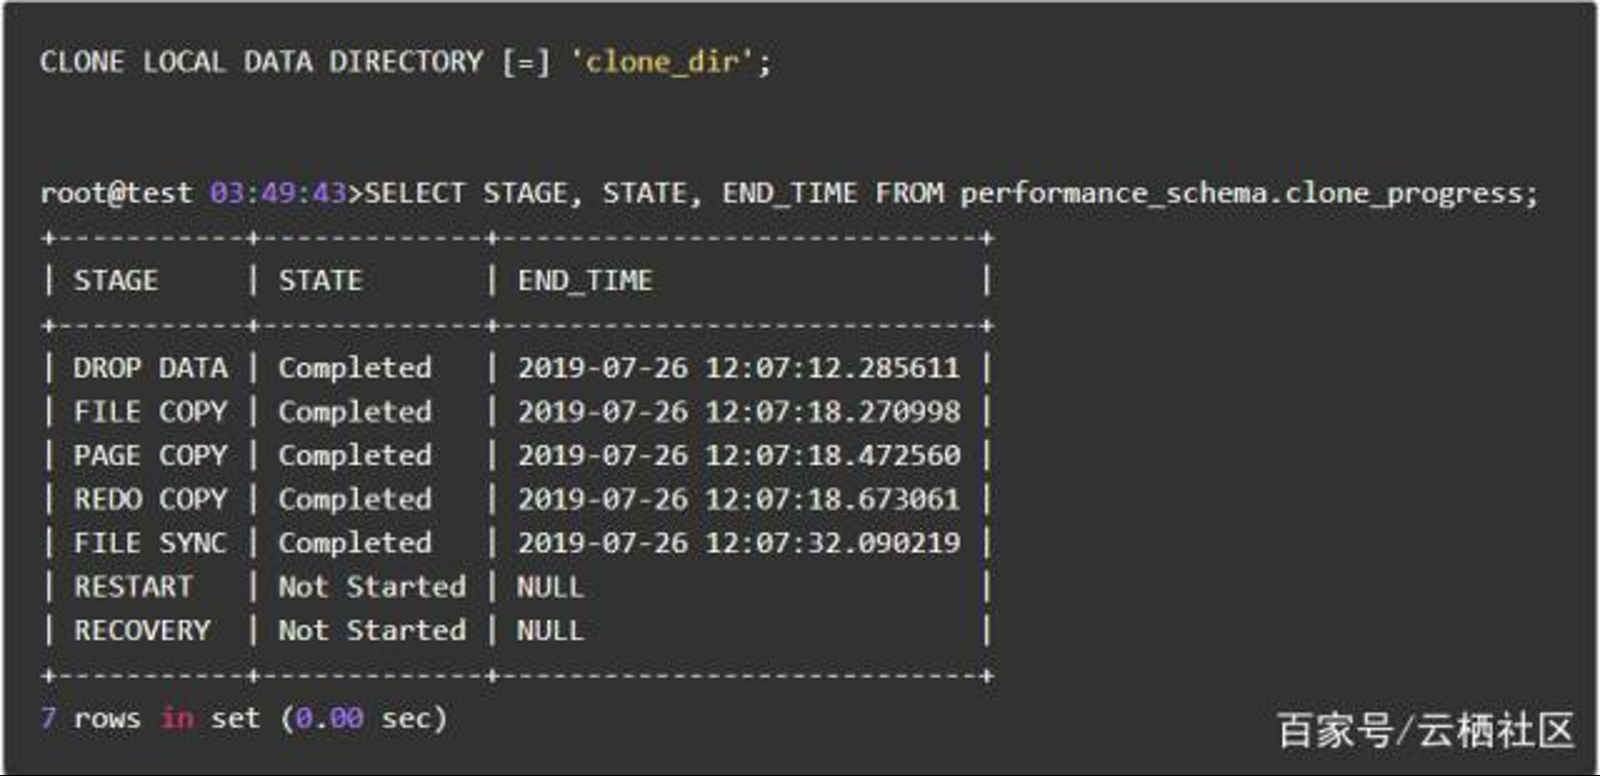 CLONE LOCAL DATA DIRECTORY [=] 'clone_dir';
root@test 03:49:43>SELECT STAGE, STATE, END_TIME FROM performance_schema.clone_progress;
+-----------+-------------+----------------------------+
| STAGE     | STATE       | END_TIME                   |
+-----------+-------------+----------------------------+
| DROP DATA | Completed   | 2019-07-26 12:07:12.285611 |
| FILE COPY | Completed   | 2019-07-26 12:07:18.270998 |
| PAGE COPY | Completed   | 2019-07-26 12:07:18.472560 |
| REDO COPY | Completed   | 2019-07-26 12:07:18.673061 |
| FILE SYNC | Completed   | 2019-07-26 12:07:32.090219 |
| RESTART   | Not Started | NULL                       |
| RECOVERY  | Not Started | NULL                       |
+-----------+-------------+----------------------------+
7 rows in set (0.00 sec)
百家号/云栖社区